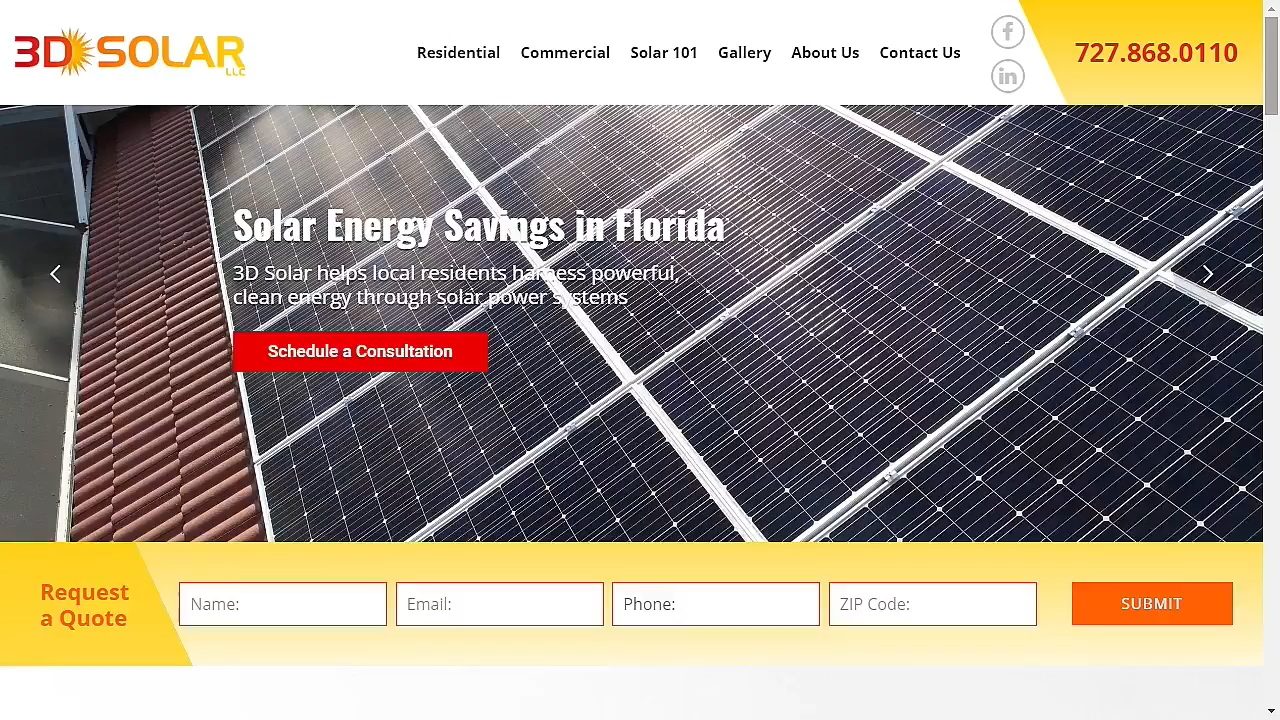 3D SOLAR
LLC
Residential
Commercial
Solar 101
Gallery
About Us
Contact Us
727.868.0110
Solar Energy Savings in Florida
3D Solar helps local residents harness powerful,
clean energy through solar power systems
Schedule a Consultation
Request
a Quote
Name:
Email:
Phone:
ZIP Code:
SUBMIT